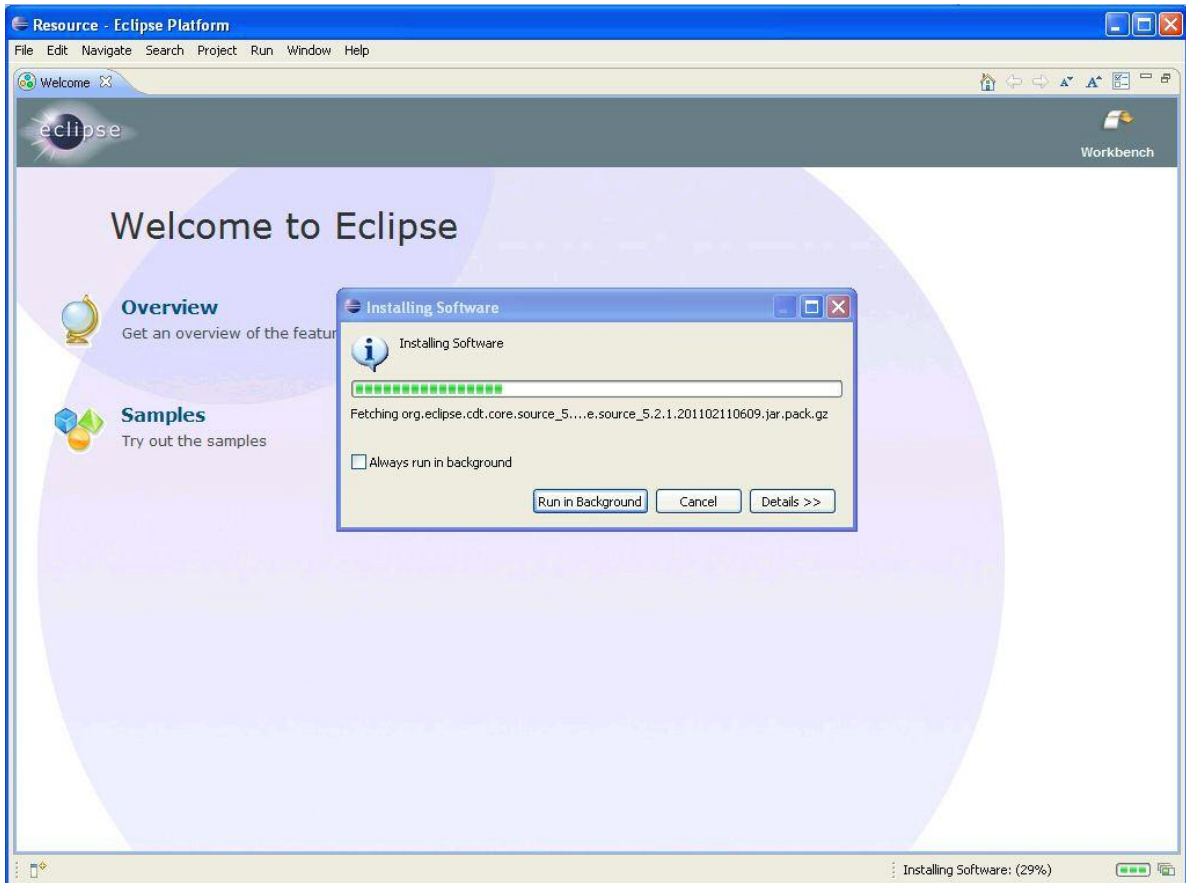 Resource - Eclipse Platform
File Edit Navigate Search Project Run Window Help
Welcome
eclipse
Workbench
Welcome to Eclipse
Overview
Get an overview of the featur
Samples
Try out the samples
Installing Software
Installing Software
Fetching org.eclipse.cdt.core.source_5....e.source_5.2.1.201102110609.jar.pack.gz
Always run in background
Run in Background Cancel Details >>
Installing Software: (29%)